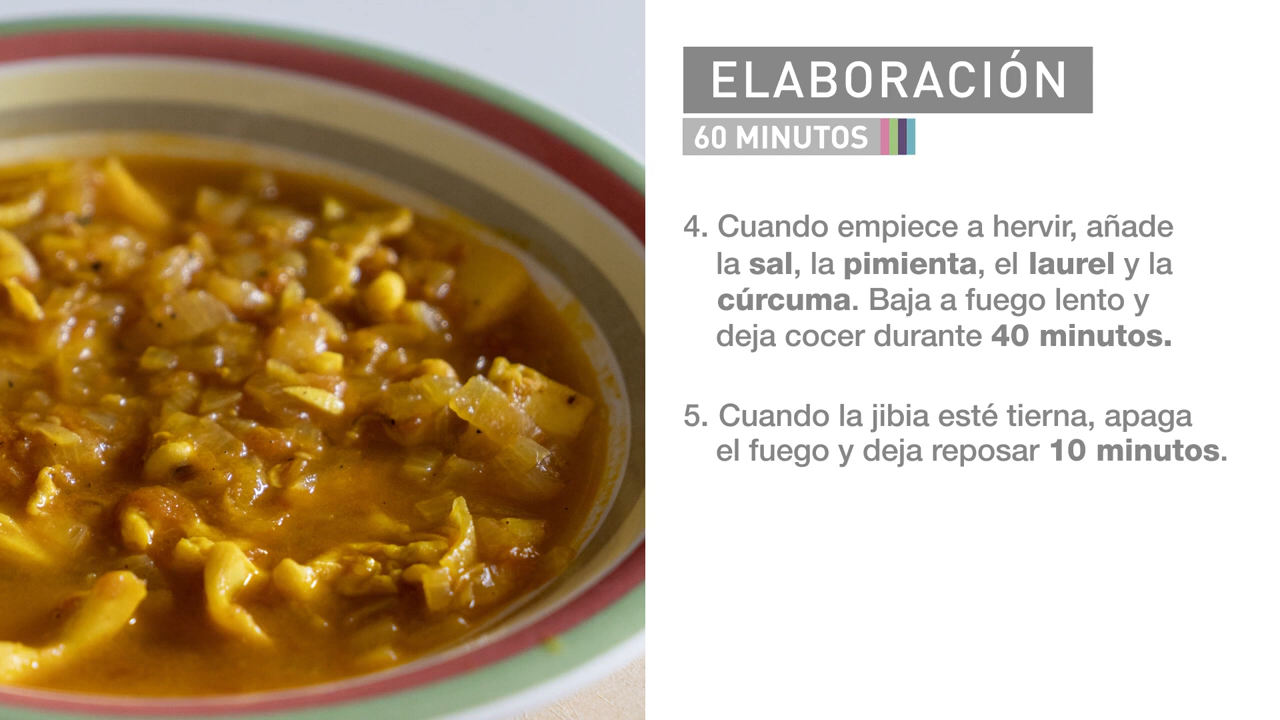 ELABORACIÓN
60 MINUTOS
4. Cuando empiece a hervir, añade
la sal, la pimienta, el laurel y la
cúrcuma. Baja a fuego lento y
deja cocer durante 40 minutos.
5. Cuando la jibia esté tierna, apaga
el fuego y deja reposar 10 minutos.